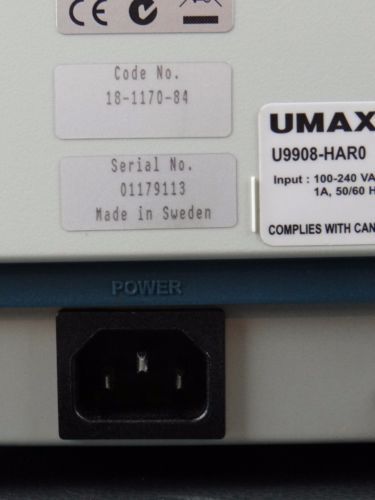 CE
Code No.
18-1170-84
Serial No.
01179113
Made in Sweden
UMAX
U9908-HAR0
Input : 100-240 VA
1A, 50/60 H
COMPLIES WITH CAN
POWER